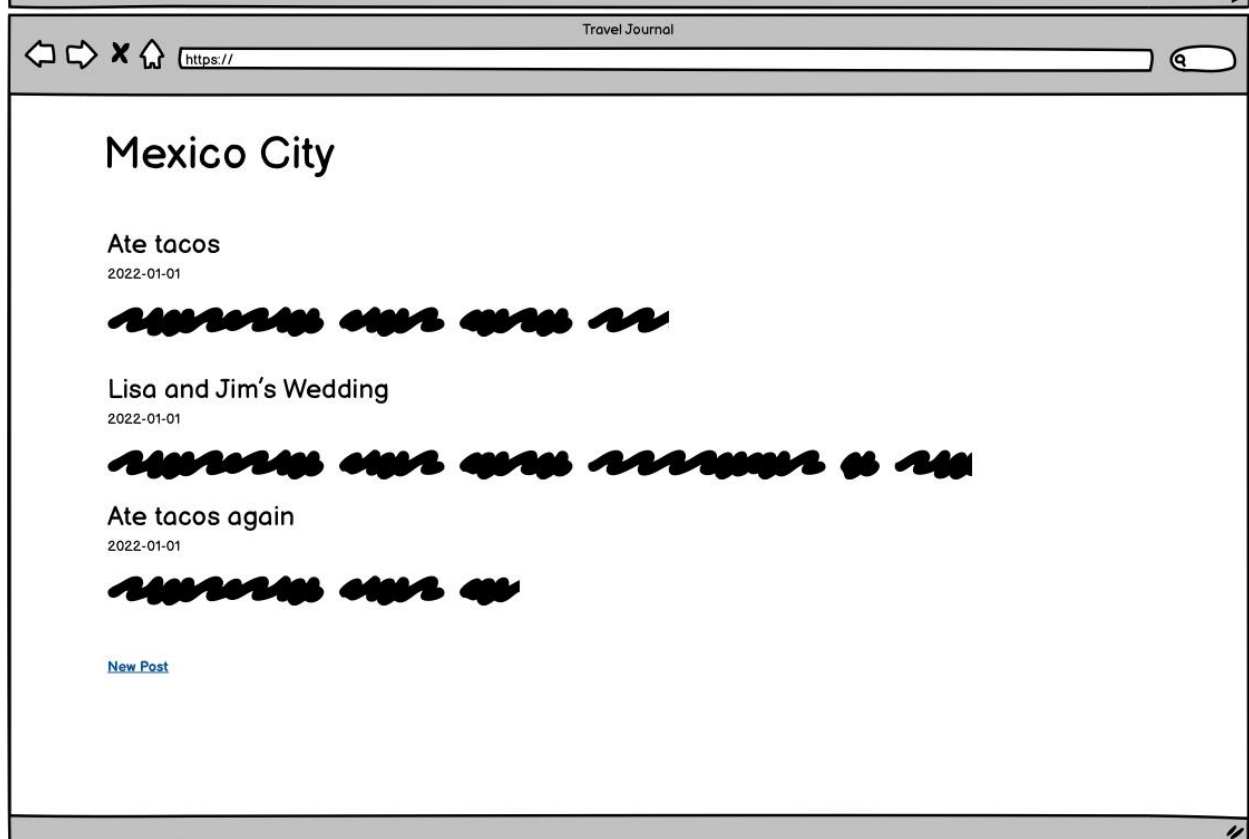 Travel Journal
https://
Mexico City
Ate tacos
2022-01-01
Lisa and Jim's Wedding
2022-01-01
Ate tacos again
2022-01-01
New Post